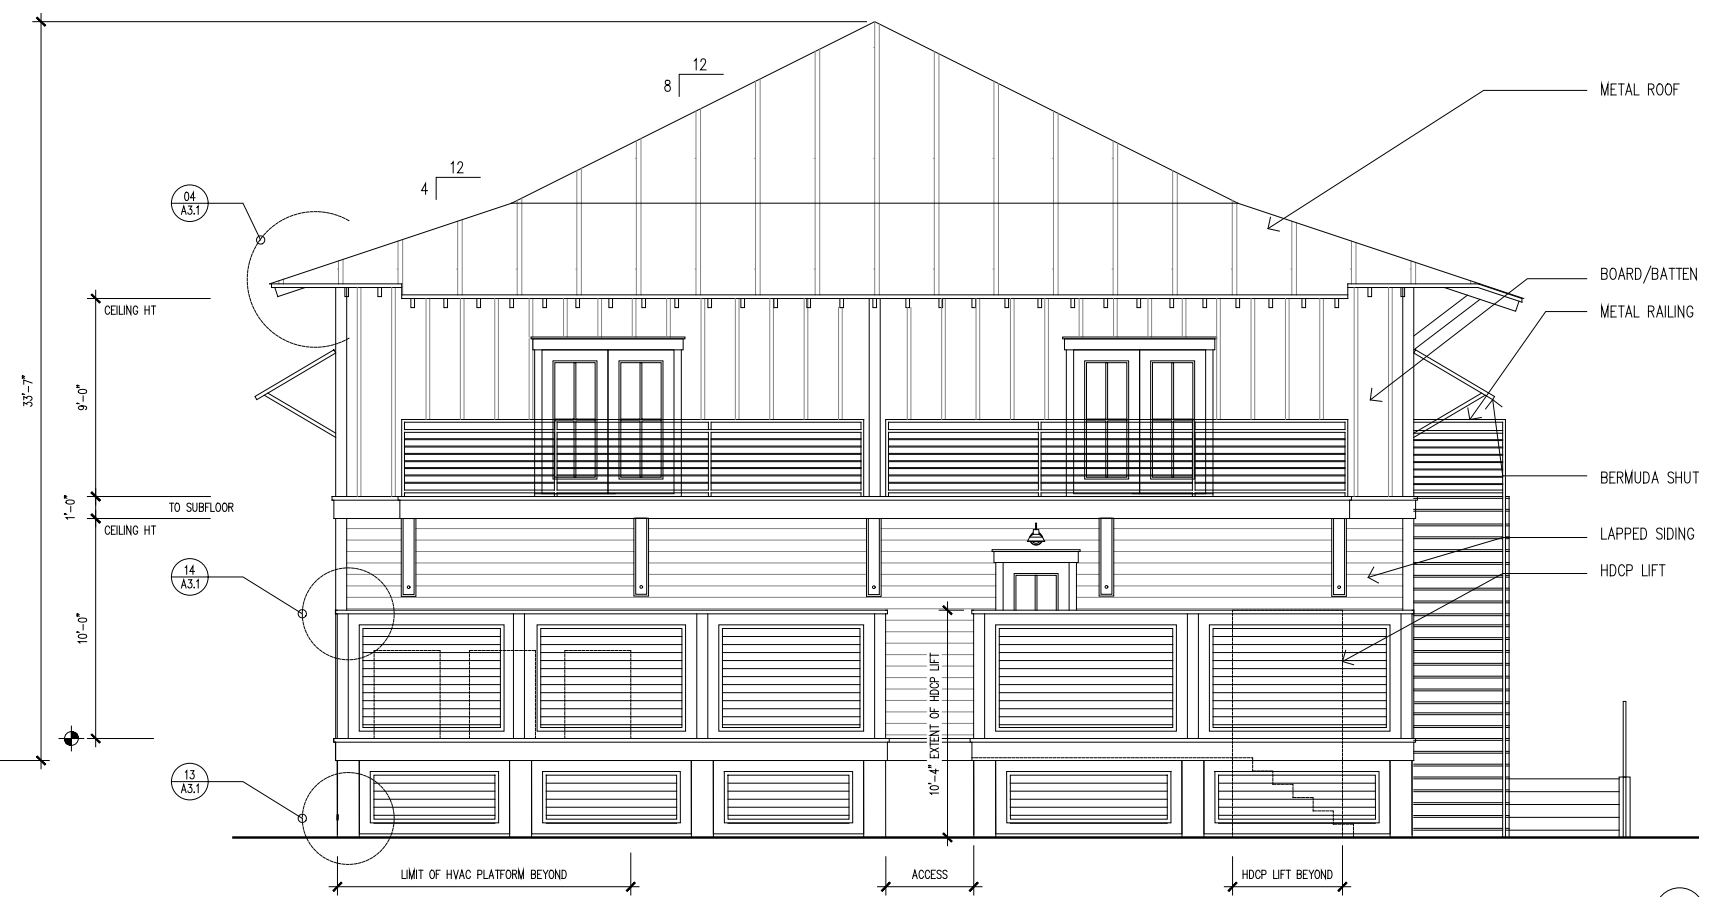 12
8
METAL ROOF
12
4
04
A3.1
BOARD/BATTEN
CEILING HT
METAL RAILING
33'-7"
9'-0"
BERMUDA SHUT
1'-0"
TO SUBFLOOR
CEILING HT
LAPPED SIDING
14
A3.1
HDCP LIFT
10'-0"
10'-4" EXTENT OF HDCP LIFT
13
A3.1
LIMIT OF HVAC PLATFORM BEYOND
ACCESS
HDCP LIFT BEYOND